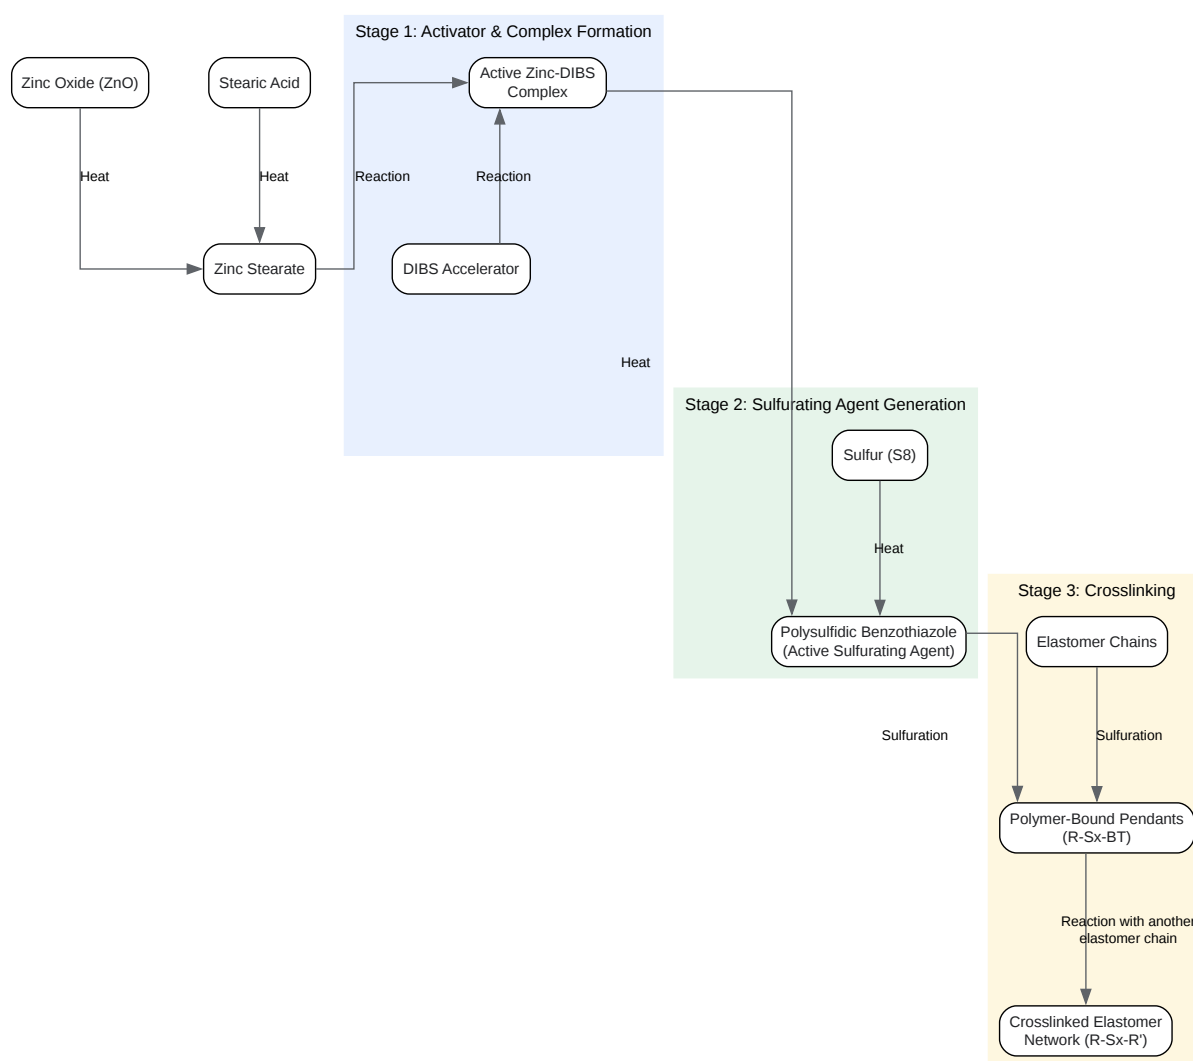 Stage 1: Activator & Complex Formation
Zinc Oxide (ZnO)
Stearic Acid
Active Zinc-DIBS
Complex
Heat
Heat
Reaction
Reaction
Zinc Stearate
DIBS Accelerator
Heat
Stage 2: Sulfurating Agent Generation
Sulfur (S8)
Heat
Stage 3: Crosslinking
Polysulfidic Benzothiazole
(Active Sulfurating Agent)
Elastomer Chains
Sulfuration
Sulfuration
Polymer-Bound Pendants
(R-Sx-BT)
Reaction with another
elastomer chain
Crosslinked Elastomer
Network (R-Sx-R')